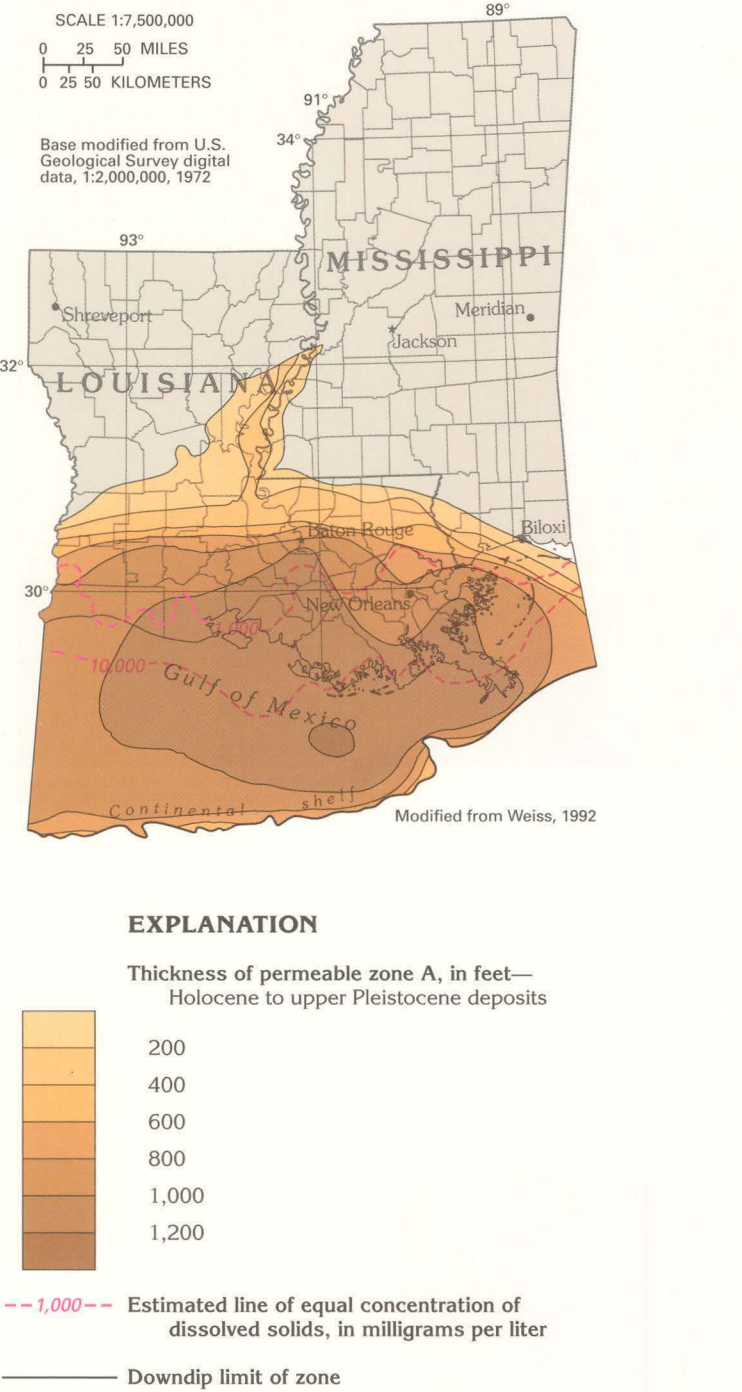 SCALE 1:7,500,000
0 25 50 MILES
0 25 50 KILOMETERS
Base modified from U.S.
Geological Survey digital
data, 1:2,000,000, 1972
89°
91°
34°
93°
MISSISSIPPI
Meridian
Shreveport
Jackson
32°
LOUISIANA
Baton Rouge
Biloxi
30°
New Orleans
1,000
10,000
Gulf of Mexico
Continental shelf
Modified from Weiss, 1992
EXPLANATION
Thickness of permeable zone A, in feet—
Holocene to upper Pleistocene deposits
200
400
600
800
1,000
1,200
1,000
Estimated line of equal concentration of
dissolved solids, in milligrams per liter
Downdip limit of zone